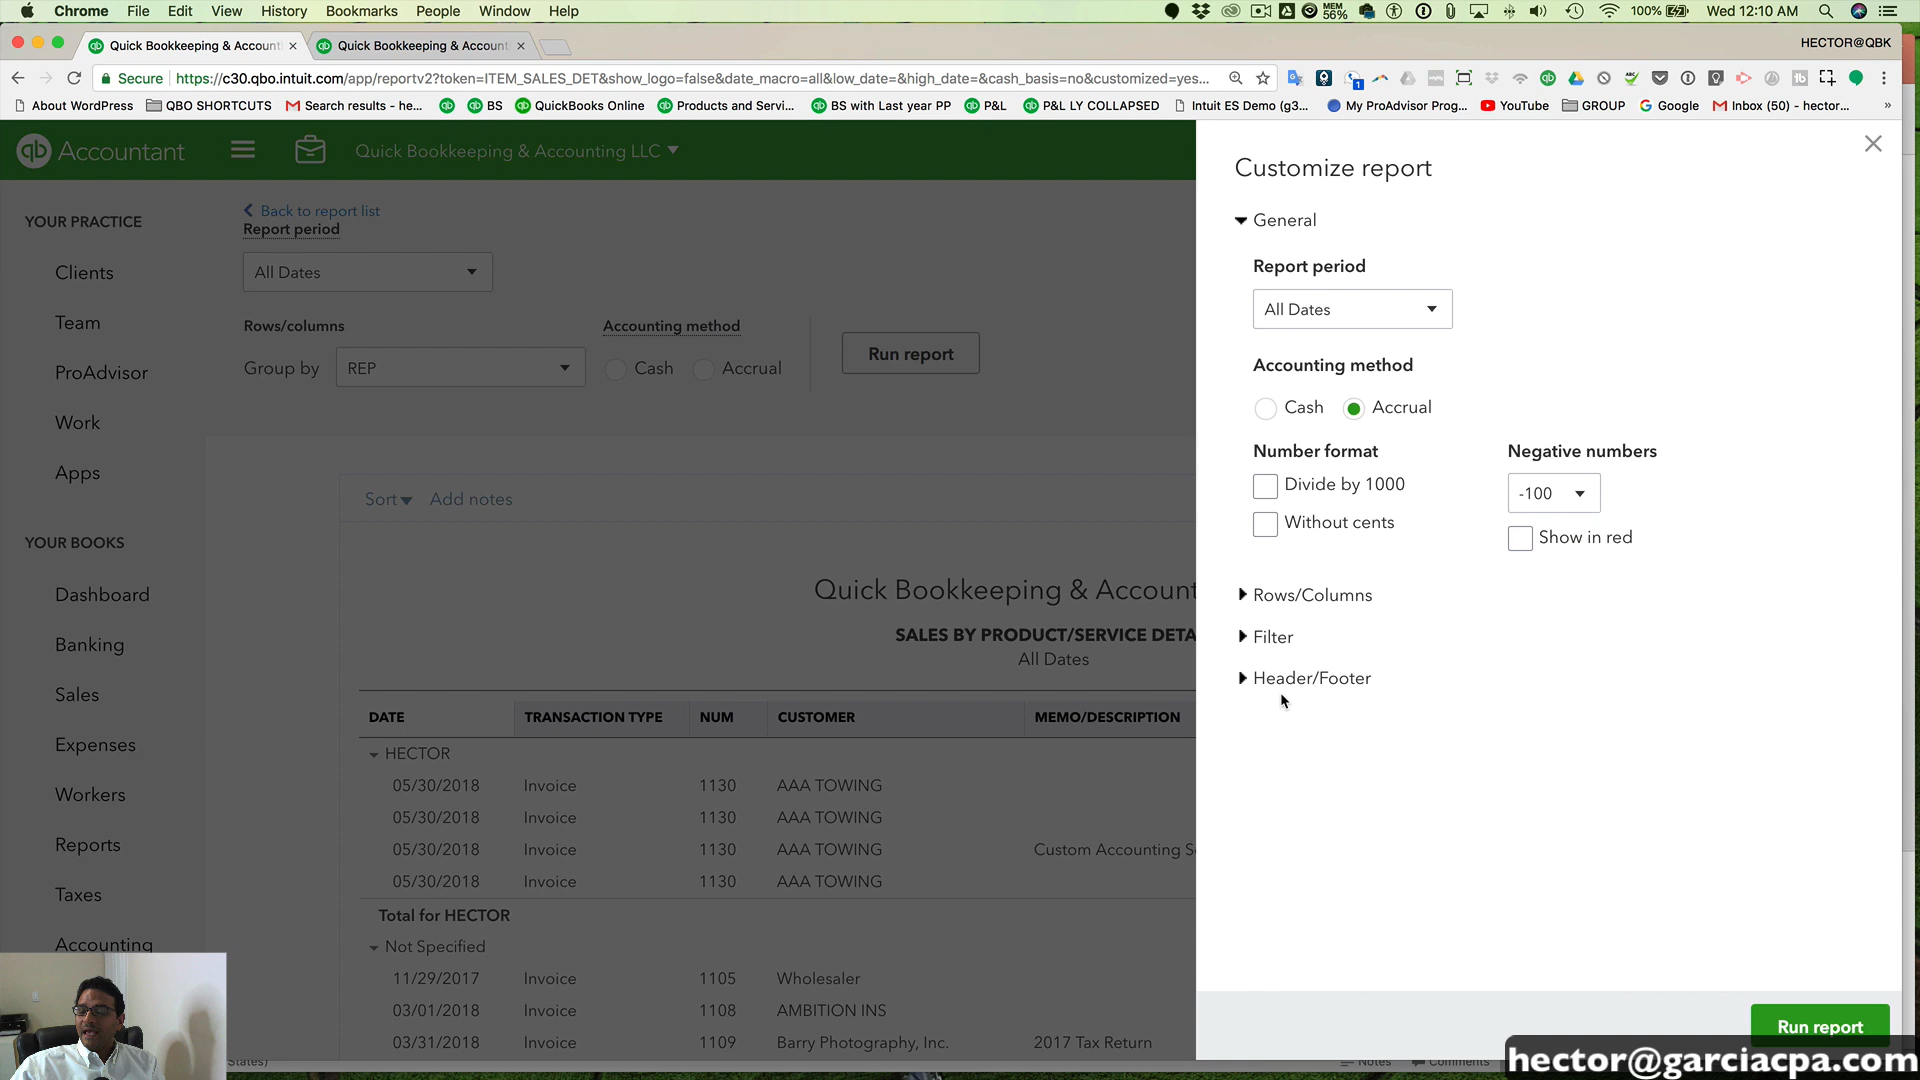 Chrome File Edit View History Bookmarks People Window Help
MEM 56% 100% Wed 12:10 AM
Quick Bookkeeping & Account
Quick Bookkeeping & Account
HECTOR@QBK
Secure https://c30.qbo.intuit.com/app/reportv2?token=ITEM_SALES_DET&show_logo=false&date_macro=all&low_date=&high_date=&cash_basis=no&customized=yes...
About WordPress QBO SHORTCUTS Search results - he... BS QuickBooks Online Products and Servi... BS with Last year PP P&L P&L LY COLLAPSED Intuit ES Demo (g3... My ProAdvisor Prog... YouTube GROUP Google Inbox (50) - hector... »
qb Accountant
Quick Bookkeeping & Accounting LLC
YOUR PRACTICE
Clients
Team
ProAdvisor
Work
Apps
YOUR BOOKS
Dashboard
Banking
Sales
Expenses
Workers
Reports
Taxes
Accounting
Back to report list
Report period
All Dates
Rows/columns
Accounting method
Group by REP
Cash Accrual
Run report
Sort Add notes
Quick Bookkeeping & Account
SALES BY PRODUCT/SERVICE DETA
All Dates
DATE TRANSACTION TYPE NUM CUSTOMER MEMO/DESCRIPTION
HECTOR
05/30/2018 Invoice 1130 AAA TOWING
05/30/2018 Invoice 1130 AAA TOWING
05/30/2018 Invoice 1130 AAA TOWING Custom Accounting Se
05/30/2018 Invoice 1130 AAA TOWING
Total for HECTOR
Not Specified
11/29/2017 Invoice 1105 Wholesaler
03/01/2018 Invoice 1108 AMBITION INS
03/31/2018 Invoice 1109 Barry Photography, Inc. 2017 Tax Return
Customize report
General
Report period
All Dates
Accounting method
Cash Accrual
Number format
Divide by 1000
Without cents
Negative numbers
-100
Show in red
Rows/Columns
Filter
Header/Footer
Run report
States)
Notes Comments
hector@garciacpa.com